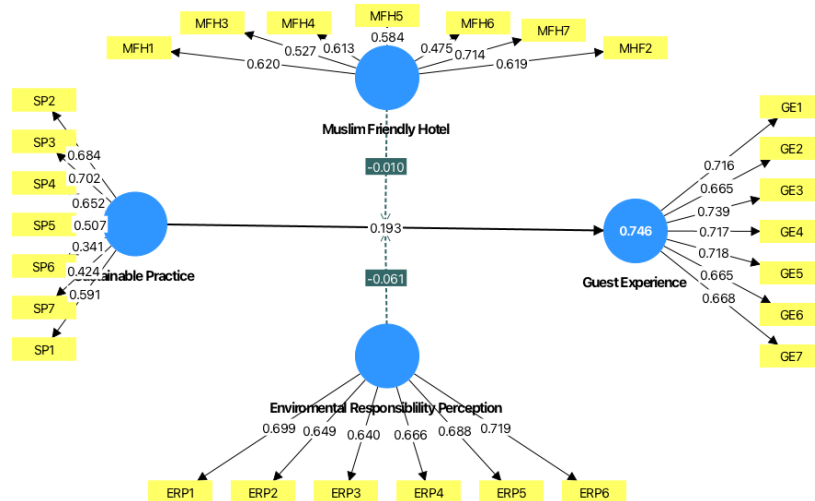 MFH5
MFH4
MFH6
MFH3
MFH7
MFH1
MHF2
0.584
0.613
0.475
0.527
0.714
0.620
0.619
Muslim Friendly Hotel
SP2
SP3
SP4
SP5
SP6
SP7
SP1
0.684
0.702
0.652
0.507
0.341
0.424
0.591
ainable Practice
-0.010
0.193
-0.061
0.746
Guest Experience
GE1
GE2
GE3
GE4
GE5
GE6
GE7
0.716
0.665
0.739
0.717
0.718
0.665
0.668
Enviromental Responsiblility Perception
0.699
0.649
0.640
0.666
0.688
0.719
ERP1
ERP2
ERP3
ERP4
ERP5
ERP6